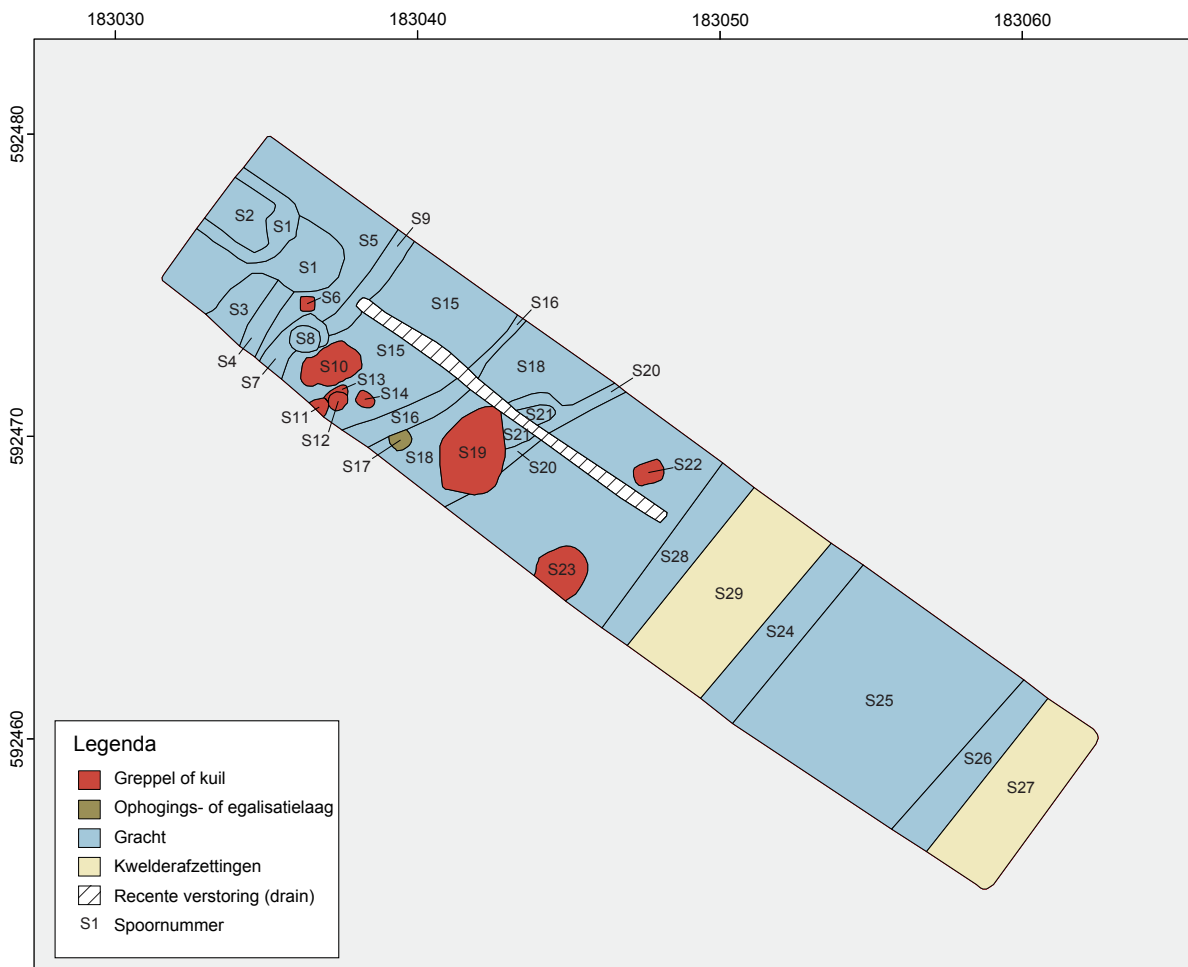 183030 183040 183050 183060
592480
592470
592460
S9
S2
S1
S5
S1
S6
S15
S16
S3
S18
S8
S15
S4
S20
S10
S7
S13
S14
S21
S11
S16
S12
S21
S19
S18
S17
S20
S22
S28
S23
S29
S24
S25
S26
S27
Legenda
Greppel of kuil
Ophogings- of egalisatielaag
Gracht
Kwelderafzettingen
Recente verstoring (drain)
S1 Spoornummer